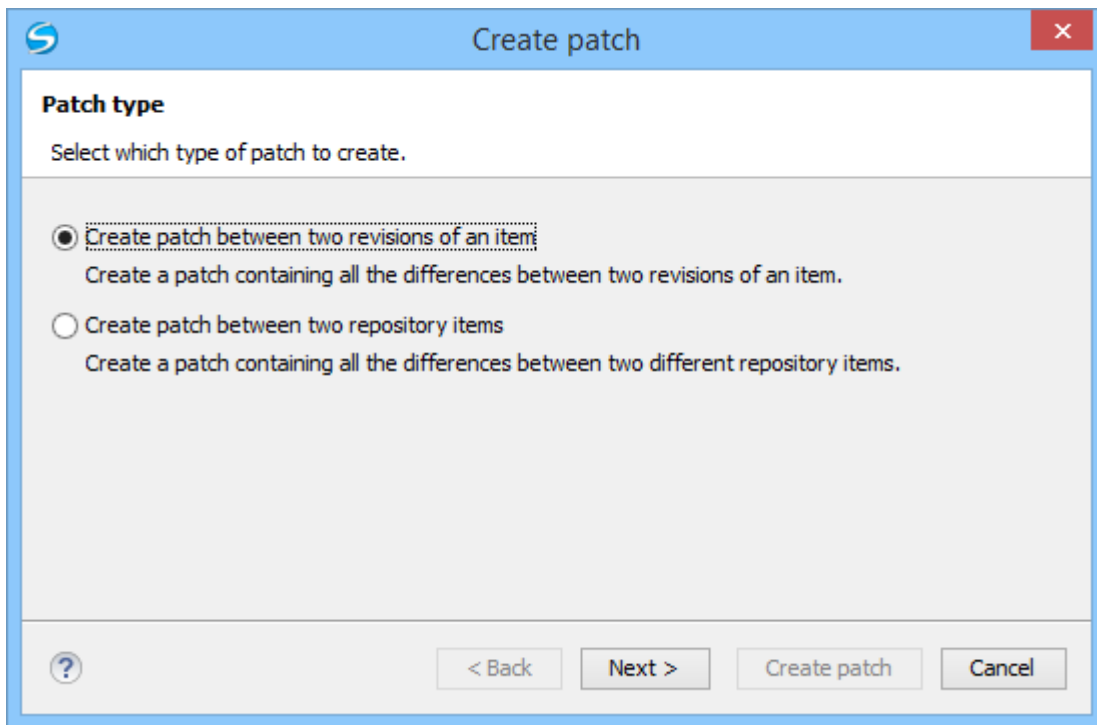 Create patch
Patch type
Select which type of patch to create.
Create patch between two revisions of an item
Create a patch containing all the differences between two revisions of an item.
Create patch between two repository items
Create a patch containing all the differences between two different repository items.
? < Back Next > Create patch Cancel